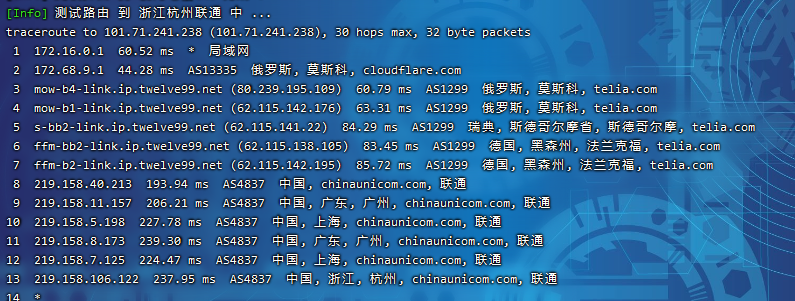 [Info] 测试路由 到 浙江杭州联通 中 ...
traceroute to 101.71.241.238 (101.71.241.238), 30 hops max, 32 byte packets
1 172.16.0.1 60.52 ms * 局域网
2 172.68.9.1 44.28 ms AS13335 俄罗斯, 莫斯科, cloudflare.com
3 mow-b4-link.ip.twelve99.net (80.239.195.109) 60.79 ms AS1299 俄罗斯, 莫斯科, telia.com
4 mow-b1-link.ip.twelve99.net (62.115.142.176) 63.31 ms AS1299 俄罗斯, 莫斯科, telia.com
5 s-bb2-link.ip.twelve99.net (62.115.141.22) 84.29 ms AS1299 瑞典, 斯德哥尔摩首, 斯德哥尔摩, telia.com
6 ffm-bb2-link.ip.twelve99.net (62.115.138.105) 83.45 ms AS1299 德国, 黑森州, 法兰克福, telia.com
7 ffm-b2-link.ip.twelve99.net (62.115.142.195) 85.72 ms AS1299 德国, 黑森州, 法兰克福, telia.com
8 219.158.40.213 193.94 ms AS4837 中国, chinaunicom.com, 联通
9 219.158.11.157 206.21 ms AS4837 中国, 广东, 广州, chinaunicom.com, 联通
10 219.158.5.198 227.78 ms AS4837 中国, 上海, chinaunicom.com, 联通
11 219.158.8.173 239.30 ms AS4837 中国, 广东, 广州, chinaunicom.com, 联通
12 219.158.7.125 224.47 ms AS4837 中国, 上海, chinaunicom.com, 联通
13 219.158.106.122 237.95 ms AS4837 中国, 浙江, 杭州, chinaunicom.com, 联通
14 *